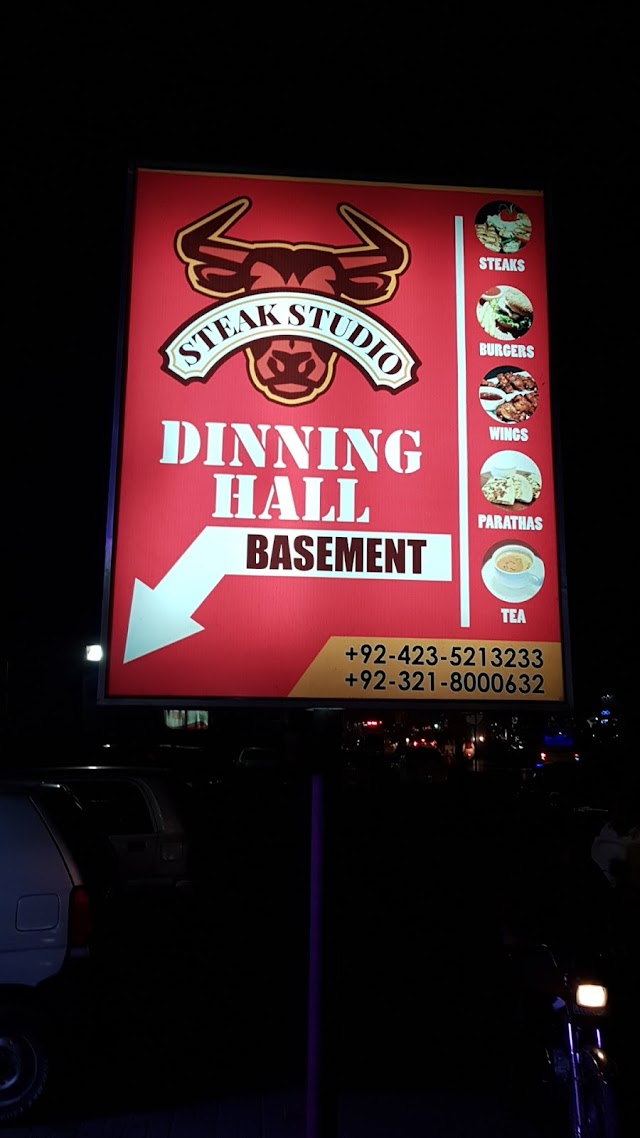 STEAK STUDIO
DINNING
HALL
BASEMENT
STEAKS
BURGERS
WINGS
PARATHAS
TEA
+92-423-5213233
+92-321-8000632